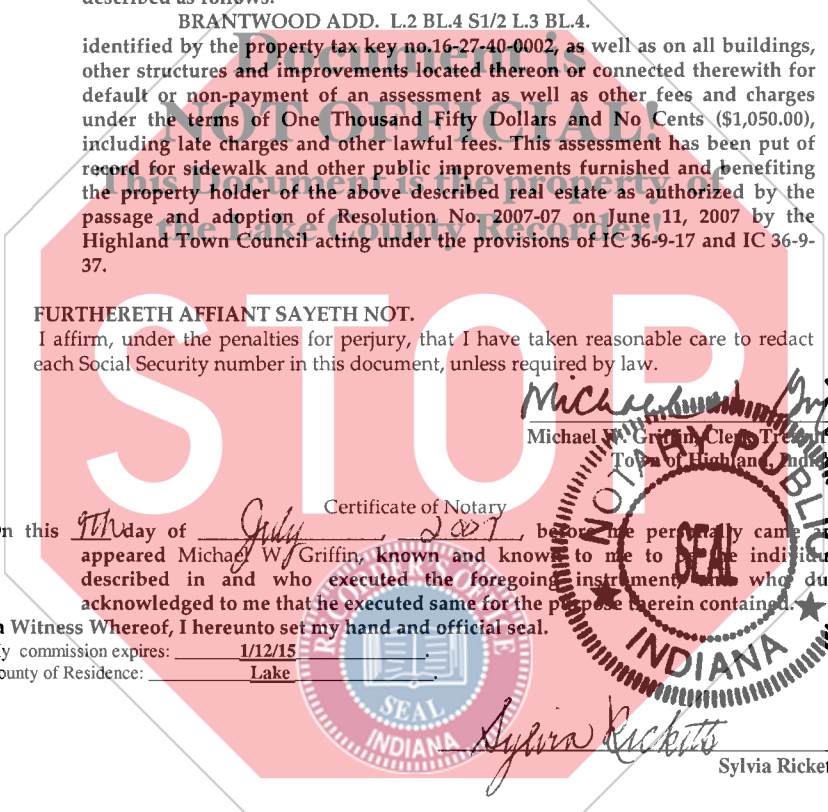 described as follows:
BRANTWOOD ADD. L.2 BL.4 S1/2 L.3 BL.4.
identified by the property tax key no.16-27-40-0002, as well as on all buildings,
other structures and improvements located thereon or connected therewith for
default or non-payment of an assessment as well as other fees and charges
under the terms of One Thousand Fifty Dollars and No Cents ($1,050.00),
including late charges and other lawful fees. This assessment has been put of
record for sidewalk and other public improvements furnished and benefiting
the property holder of the above described real estate as authorized by the
passage and adoption of Resolution No. 2007-07 on June 11, 2007 by the
Highland Town Council acting under the provisions of IC 36-9-17 and IC 36-9-
37.
Document is
NOT OFFICIAL!
This Document is the property of
the Lake County Recorder!
STOP
FURTHERETH AFFIANT SAYETH NOT.
I affirm, under the penalties for perjury, that I have taken reasonable care to redact
each Social Security number in this document, unless required by law.
Michael W. Griffin, Clerk Treasu
Town of Highland, Indi
Certificate of Notary
n this 9th day of July, 2007, before me personally came
appeared Michael W. Griffin, known and known to me to be the individu
described in and who executed the foregoing instrument, and who du
acknowledged to me that he executed same for the purpose therein contained.
Witness Whereof, I hereunto set my hand and official seal.
y commission expires: 1/12/15.
ounty of Residence: Lake.
NOTARY PUBLIC
SEAL
INDIANA
RECORDER'S OFFICE
SEAL
INDIANA
Sylvia Ricketts
Sylvia Ricket